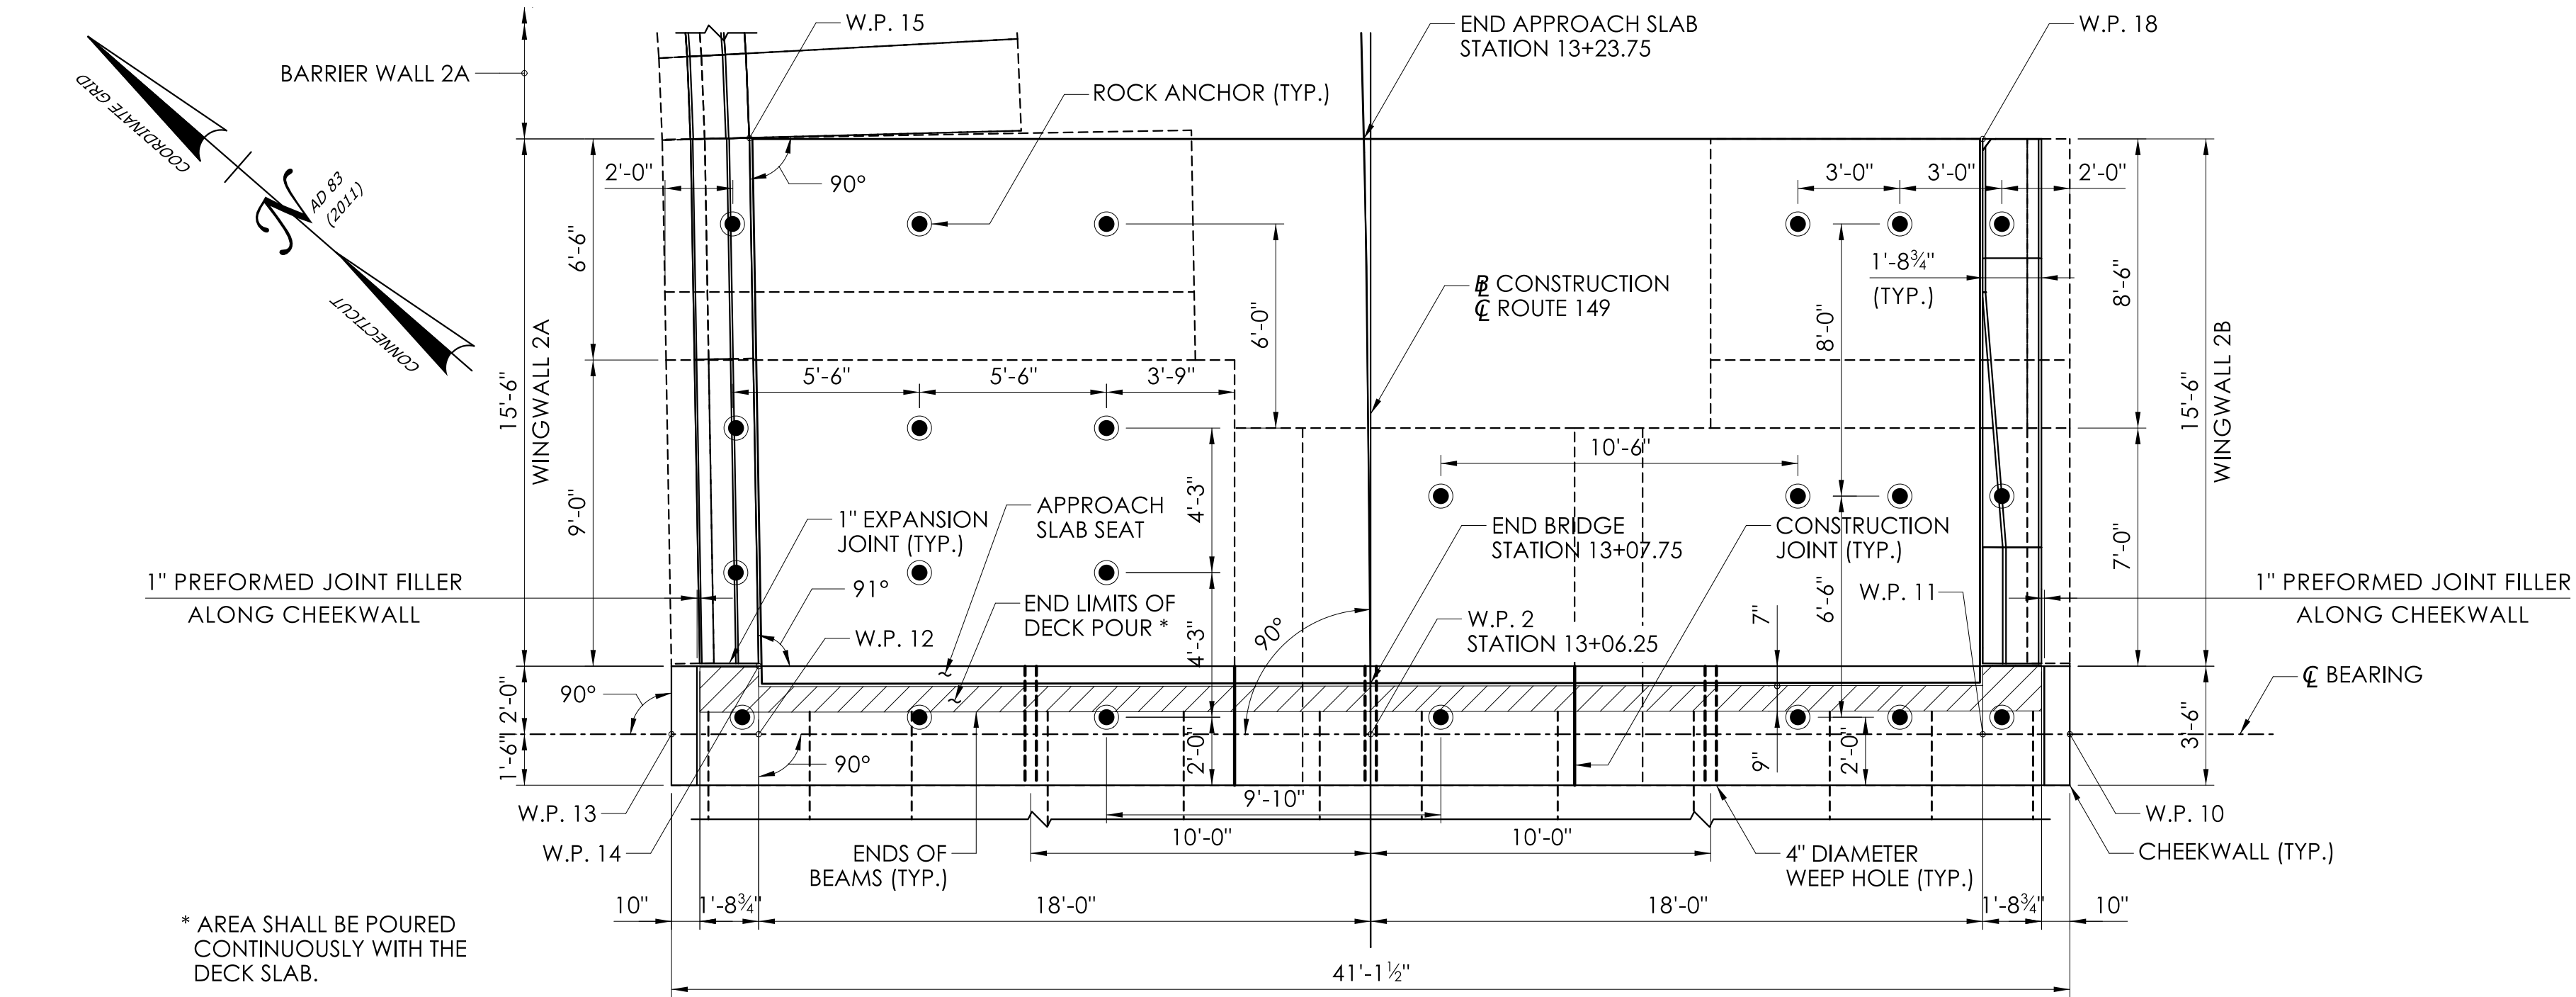 W.P. 15
END APPROACH SLAB
STATION 13+23.75
W.P. 18
BARRIER WALL 2A
ROCK ANCHOR (TYP.)
COORDINATE GRID
N
AD 83
(2011)
CONNECTICUT
2'-0"
90°
3'-0"
3'-0"
2'-0"
6'-6"
1'-8¾"
(TYP.)
8'-6"
6'-0"
8'-0"
℄ CONSTRUCTION
℄ ROUTE 149
15'-6"
WINGWALL 2A
5'-6"
5'-6"
3'-9"
15'-6"
WINGWALL 2B
10'-6"
9'-0"
4'-3"
7'-0"
1" EXPANSION
JOINT (TYP.)
APPROACH
SLAB SEAT
END BRIDGE
STATION 13+07.75
CONSTRUCTION
JOINT (TYP.)
1" PREFORMED JOINT FILLER
ALONG CHEEKWALL
91°
END LIMITS OF
DECK POUR *
4'-3"
90°
W.P. 2
STATION 13+06.25
7"
6'-6"
W.P. 11
1" PREFORMED JOINT FILLER
ALONG CHEEKWALL
W.P. 12
90°
2'-0"
1'-6"
90°
2'-0"
9"
2'-0"
3'-6"
℄ BEARING
W.P. 13
9'-10"
W.P. 10
W.P. 14
ENDS OF
BEAMS (TYP.)
10'-0"
10'-0"
4" DIAMETER
WEEP HOLE (TYP.)
CHEEKWALL (TYP.)
10"
1'-8¾"
18'-0"
18'-0"
1'-8¾"
10"
* AREA SHALL BE POURED
CONTINUOUSLY WITH THE
DECK SLAB.
41'-1½"